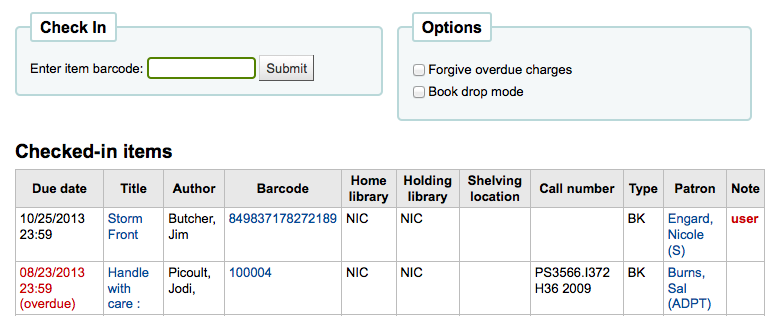 Check In
Enter item barcode: Submit
Options
Forgive overdue charges
Book drop mode
Checked-in items
Due date Title Author Barcode Home library Holding library Shelving location Call number Type Patron Note
10/25/2013 23:59 Storm Front Butcher, Jim 849837178272189 NIC NIC BK Engard, Nicole (S) user
08/23/2013 23:59 (overdue) Handle with care : Picoult, Jodi, 100004 NIC NIC PS3566.I372 H36 2009 BK Burns, Sal (ADPT)